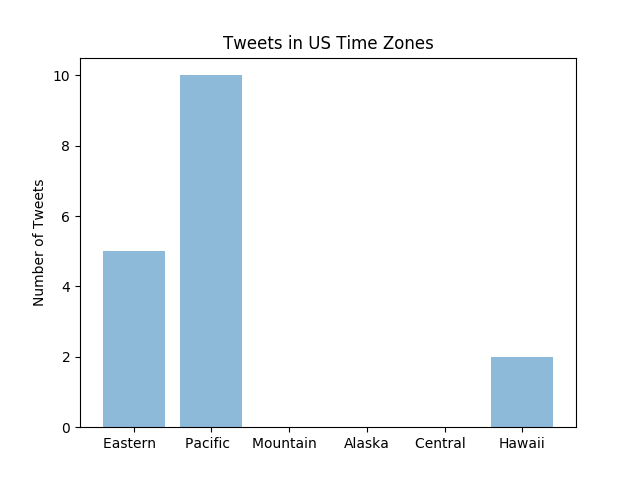 Tweets in US Time Zones
Number of Tweets
10
8
6
4
2
0
Eastern Pacific Mountain Alaska Central Hawaii